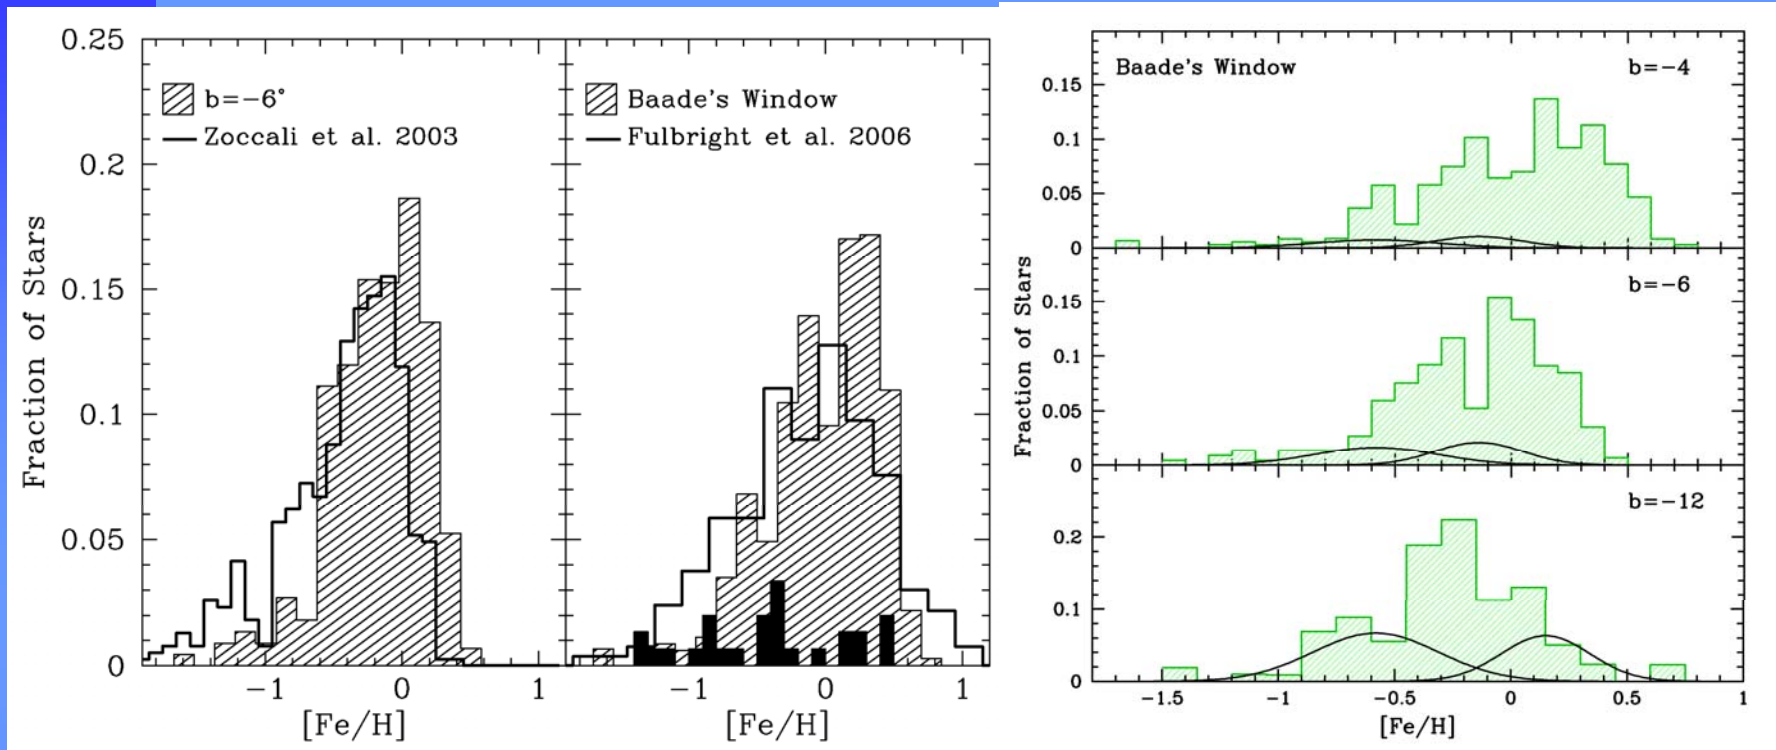 0.25
0.2
0.15
0.1
0.05
0
Fraction of Stars
b=−6°
Zoccali et al. 2003
−1 0 1
[Fe/H]
Baade's Window
Fulbright et al. 2006
−1 0 1
[Fe/H]
Baade's Window b=−4
0.15
0.1
0.05
0
b=−6
0.15
0.1
0.05
0
Fraction of Stars
b=−12
0.2
0.1
0
−1.5 −1 −0.5 0 0.5 1
[Fe/H]